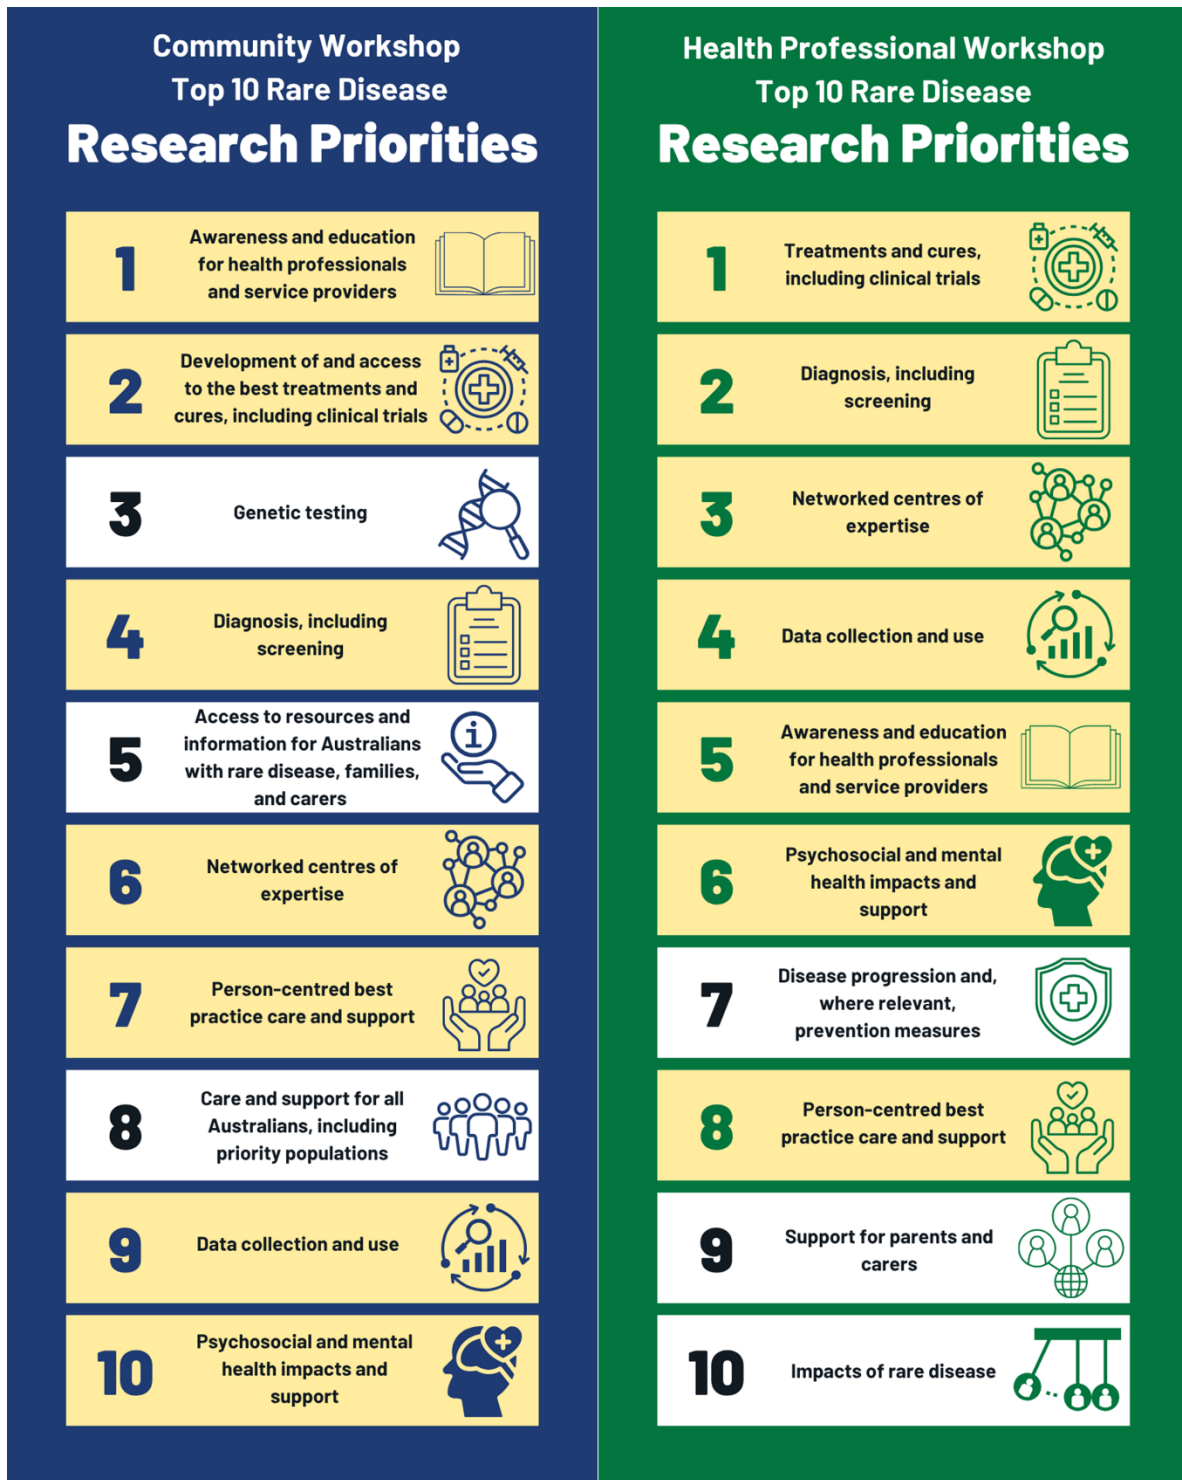 Community Workshop
Top 10 Rare Disease
Research Priorities
1
Awareness and education
for health professionals
and service providers
2
Development of and access
to the best treatments and
cures, including clinical trials
3
Genetic testing
4
Diagnosis, including
screening
5
Access to resources and
information for Australians
with rare disease, families,
and carers
6
Networked centres of
expertise
7
Person-centred best
practice care and support
8
Care and support for all
Australians, including
priority populations
9
Data collection and use
10
Psychosocial and mental
health impacts and
support
Health Professional Workshop
Top 10 Rare Disease
Research Priorities
1
Treatments and cures,
including clinical trials
2
Diagnosis, including
screening
3
Networked centres of
expertise
4
Data collection and use
5
Awareness and education
for health professionals
and service providers
6
Psychosocial and mental
health impacts and
support
7
Disease progression and,
where relevant,
prevention measures
8
Person-centred best
practice care and support
9
Support for parents and
carers
10
Impacts of rare disease